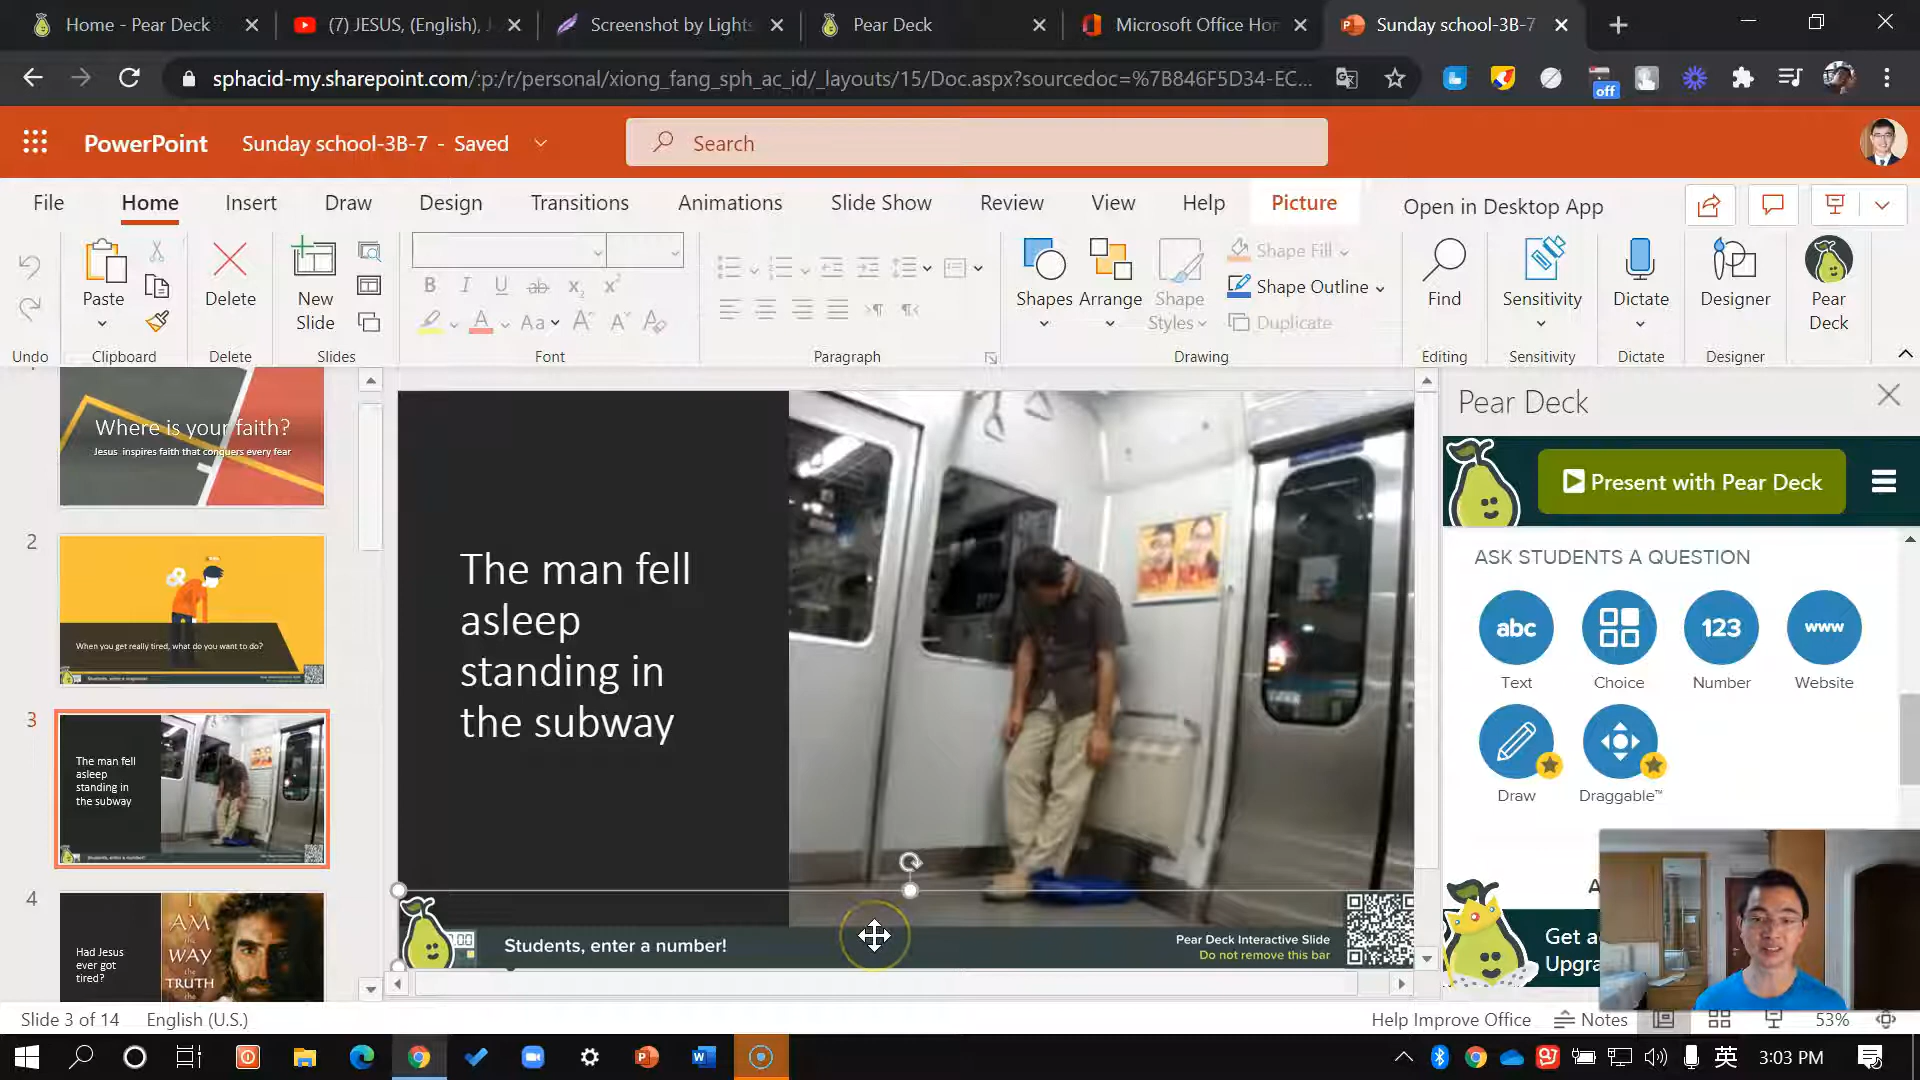 Home - Pear Deck
(7) JESUS, (English),
Screenshot by Lights
Pear Deck
Microsoft Office Ho
Sunday school-3B-7
sphacid-my.sharepoint.com/:p:/r/personal/xiong_fang_sph_ac_id/_layouts/15/Doc.aspx?sourcedoc=%7B846F5D34-EC...
off
PowerPoint
Sunday school-3B-7 - Saved
Search
File
Home
Insert
Draw
Design
Transitions
Animations
Slide Show
Review
View
Help
Picture
Open in Desktop App
Paste
Delete
New
Slide
B I U ab x₂ x²
Aa
Shapes
Arrange
Shape
Styles
Shape Fill
Shape Outline
Duplicate
Find
Sensitivity
Dictate
Designer
Pear
Deck
Undo
Clipboard
Delete
Slides
Font
Paragraph
Drawing
Editing
Sensitivity
Dictate
Designer
Where is your faith?
Jesus inspires faith that conquers every fear
2
When you get really tired, what do you want to do?
3
The man fell
asleep
standing in
the subway
4
Had Jesus
ever got
tired?
I
AM
the
WAY
the
TRUTH
the
The man fell
asleep
standing in
the subway
Students, enter a number!
Pear Deck Interactive Slide
Do not remove this bar
Pear Deck
Present with Pear Deck
ASK STUDENTS A QUESTION
abc
123
www
Text
Choice
Number
Website
Draw
Draggable™
A
Get a
Upgra
Slide 3 of 14
English (U.S.)
Help Improve Office
Notes
53%
英
3:03 PM